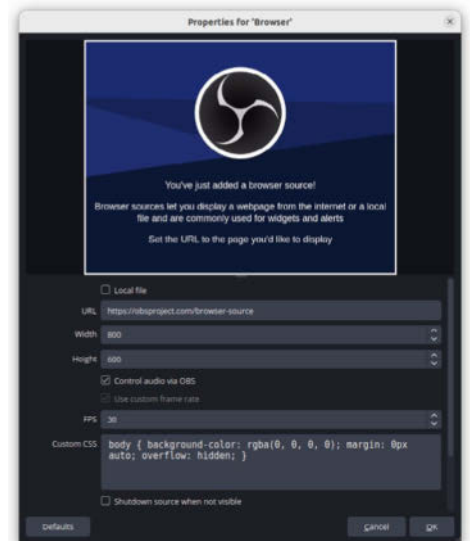 Properties for 'Browser'
You've just added a browser source!
Browser sources let you display a webpage from the internet or a local
file and are commonly used for widgets and alerts
Set the URL to the page you'd like to display
Local file
URL https://obsproject.com/browser-source
Width 800
Height 600
Control audio via OBS
Use custom frame rate
FPS 30
Custom CSS body { background-color: rgba(0, 0, 0, 0); margin: 0px
auto; overflow: hidden; }
Shutdown source when not visible
Defaults Cancel OK